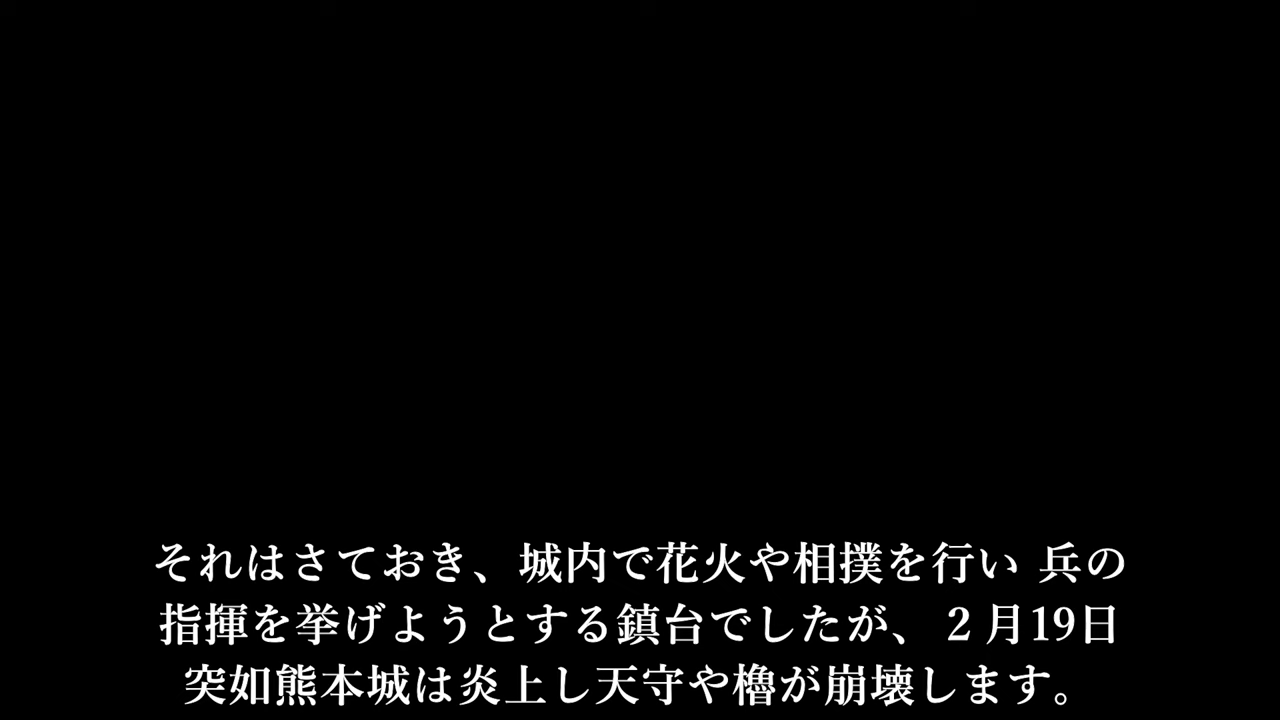 それはさておき、城内で花火や相撲を行い 兵の
指揮を挙げようとする鎮台でしたが、２月19日
突如熊本城は炎上し天守や櫓が崩壊します。